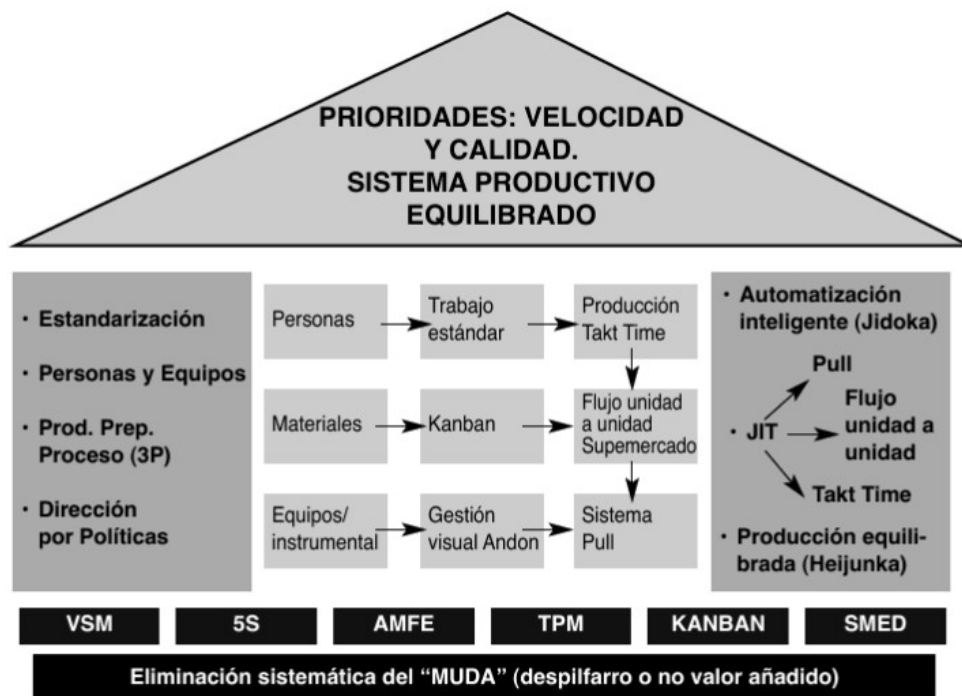 PRIORIDADES: VELOCIDAD
Y CALIDAD.
SISTEMA PRODUCTIVO
EQUILIBRADO
· Estandarización
· Personas y Equipos
· Prod. Prep.
Proceso (3P)
· Dirección
por Políticas
Personas
Trabajo
estándar
Producción
Takt Time
Materiales
Kanban
Flujo unidad
a unidad
Supemercado
Equipos/
instrumental
Gestión
visual Andon
Sistema
Pull
· Automatización
inteligente (Jidoka)
Pull
· JIT
Flujo
unidad a
unidad
Takt Time
· Producción equili-
brada (Heijunka)
VSM
5S
AMFE
TPM
KANBAN
SMED
Eliminación sistemática del “MUDA” (despilfarro o no valor añadido)